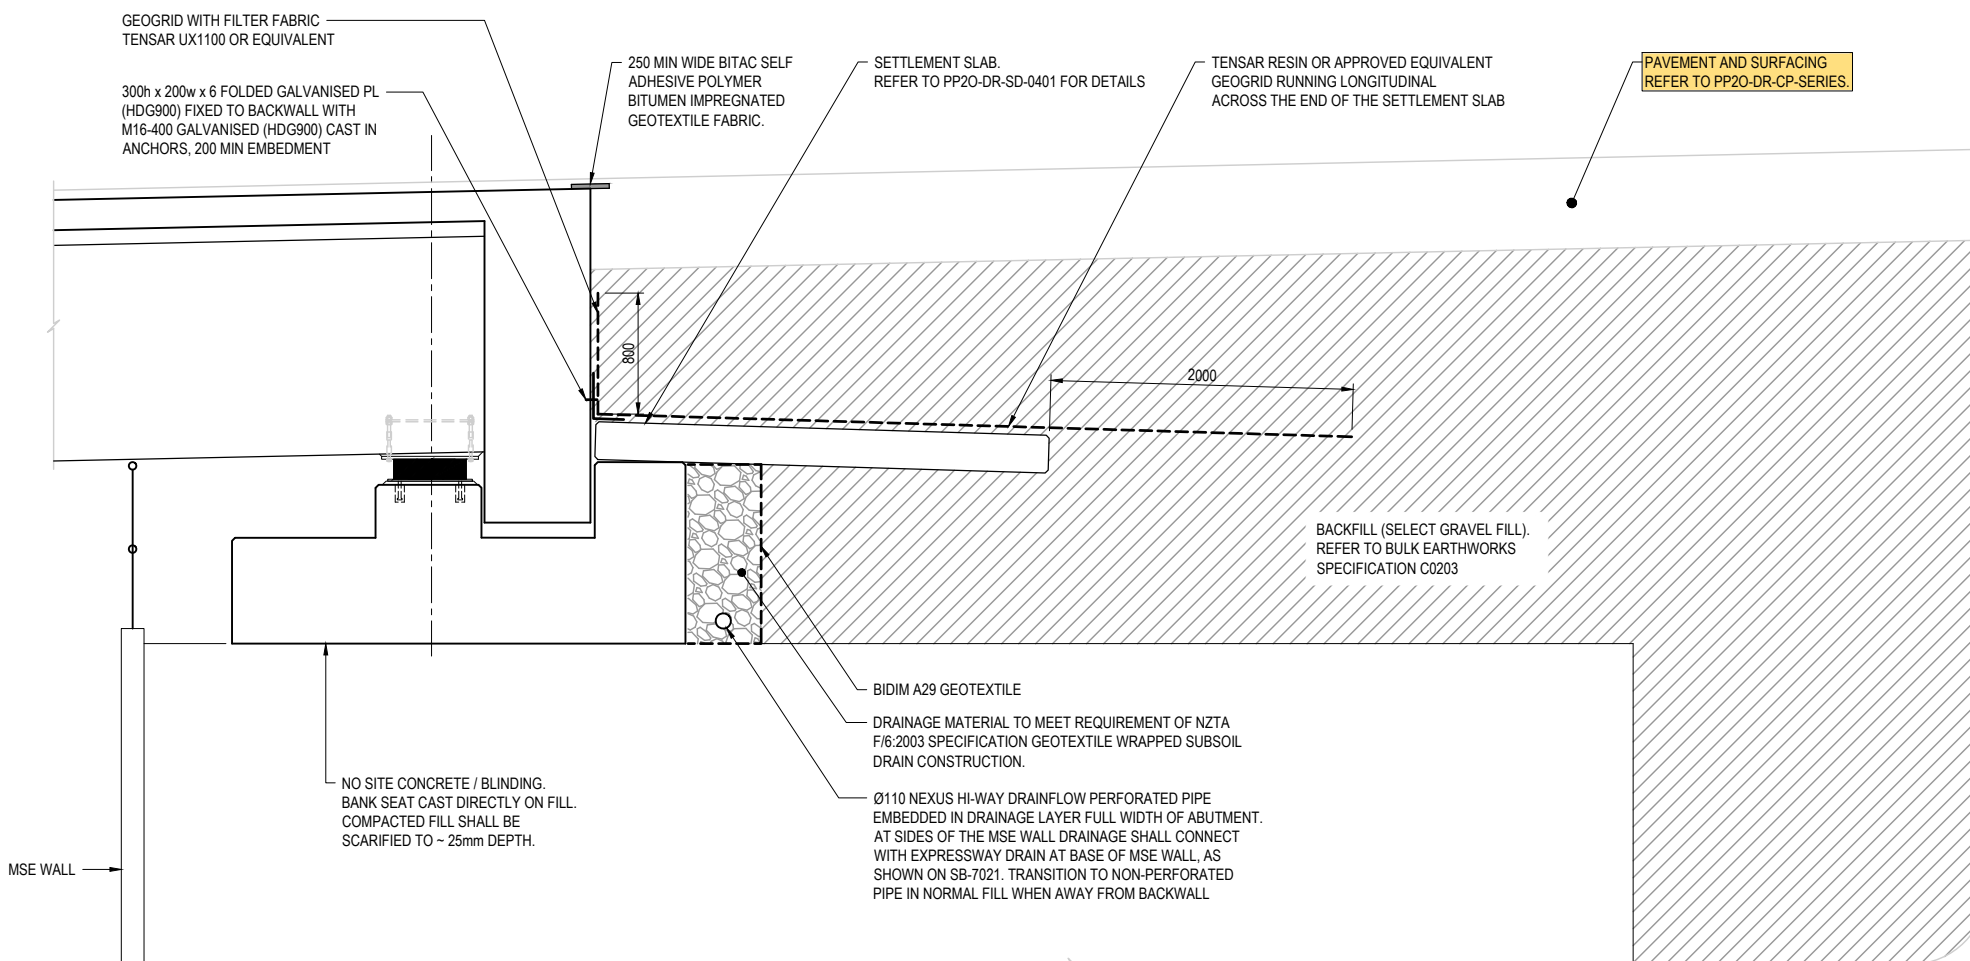 GEOGRID WITH FILTER FABRIC
TENSAR UX1100 OR EQUIVALENT
300h x 200w x 6 FOLDED GALVANISED PL
(HDG900) FIXED TO BACKWALL WITH
M16-400 GALVANISED (HDG900) CAST IN
ANCHORS, 200 MIN EMBEDMENT
250 MIN WIDE BITAC SELF
ADHESIVE POLYMER
BITUMEN IMPREGNATED
GEOTEXTILE FABRIC.
SETTLEMENT SLAB.
REFER TO PP2O-DR-SD-0401 FOR DETAILS
TENSAR RESIN OR APPROVED EQUIVALENT
GEOGRID RUNNING LONGITUDINAL
ACROSS THE END OF THE SETTLEMENT SLAB
PAVEMENT AND SURFACING
REFER TO PP2O-DR-CP-SERIES.
800
2000
BACKFILL (SELECT GRAVEL FILL).
REFER TO BULK EARTHWORKS
SPECIFICATION C0203
BIDIM A29 GEOTEXTILE
DRAINAGE MATERIAL TO MEET REQUIREMENT OF NZTA
F/6:2003 SPECIFICATION GEOTEXTILE WRAPPED SUBSOIL
DRAIN CONSTRUCTION.
Ø110 NEXUS HI-WAY DRAINFLOW PERFORATED PIPE
EMBEDDED IN DRAINAGE LAYER FULL WIDTH OF ABUTMENT.
AT SIDES OF THE MSE WALL DRAINAGE SHALL CONNECT
WITH EXPRESSWAY DRAIN AT BASE OF MSE WALL, AS
SHOWN ON SB-7021. TRANSITION TO NON-PERFORATED
PIPE IN NORMAL FILL WHEN AWAY FROM BACKWALL
NO SITE CONCRETE / BLINDING.
BANK SEAT CAST DIRECTLY ON FILL.
COMPACTED FILL SHALL BE
SCARIFIED TO ~ 25mm DEPTH.
MSE WALL